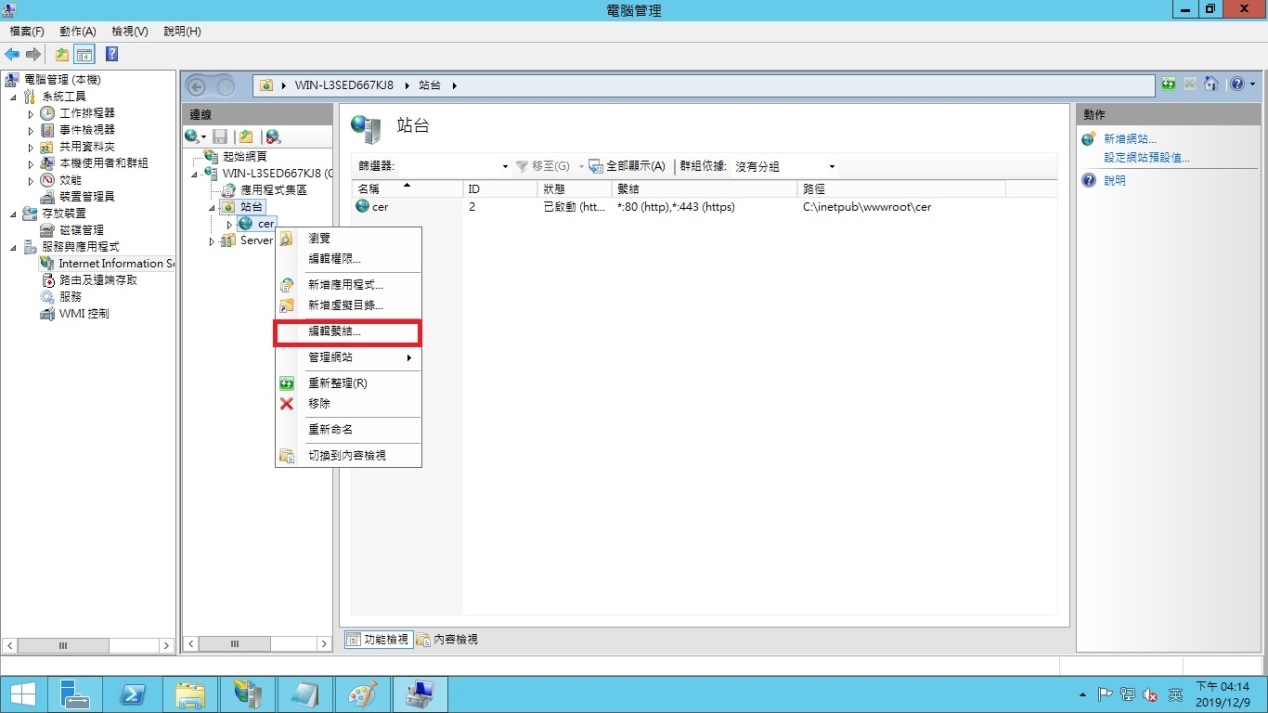 電腦管理
檔案(F) 動作(A) 檢視(V) 說明(H)
電腦管理 (本機)
系統工具
工作排程器
事件檢視器
共用資料夾
本機使用者和群組
效能
裝置管理員
存放裝置
磁碟管理
服務與應用程式
Internet Information S
路由及遠端存取
服務
WMI 控制
WIN-L3SED667KJ8 站台
連線
起始網頁
WIN-L3SED667KJ8 (
應用程式集區
站台
cer
Server
站台
篩選器: 移至(G) 全部顯示(A) 群組依據: 沒有分組
名稱 ID 狀態 繫結 路徑
cer 2 已啟動 (htt... *:80 (http),*:443 (https) C:\inetpub\wwwroot\cer
瀏覽
編輯權限...
新增應用程式...
新增虛擬目錄...
編輯繫結...
管理網站
重新整理(R)
移除
重新命名
切換到內容檢視
功能檢視 內容檢視
動作
新增網站...
設定網站預設值...
說明
英
下午 04:14
2019/12/9